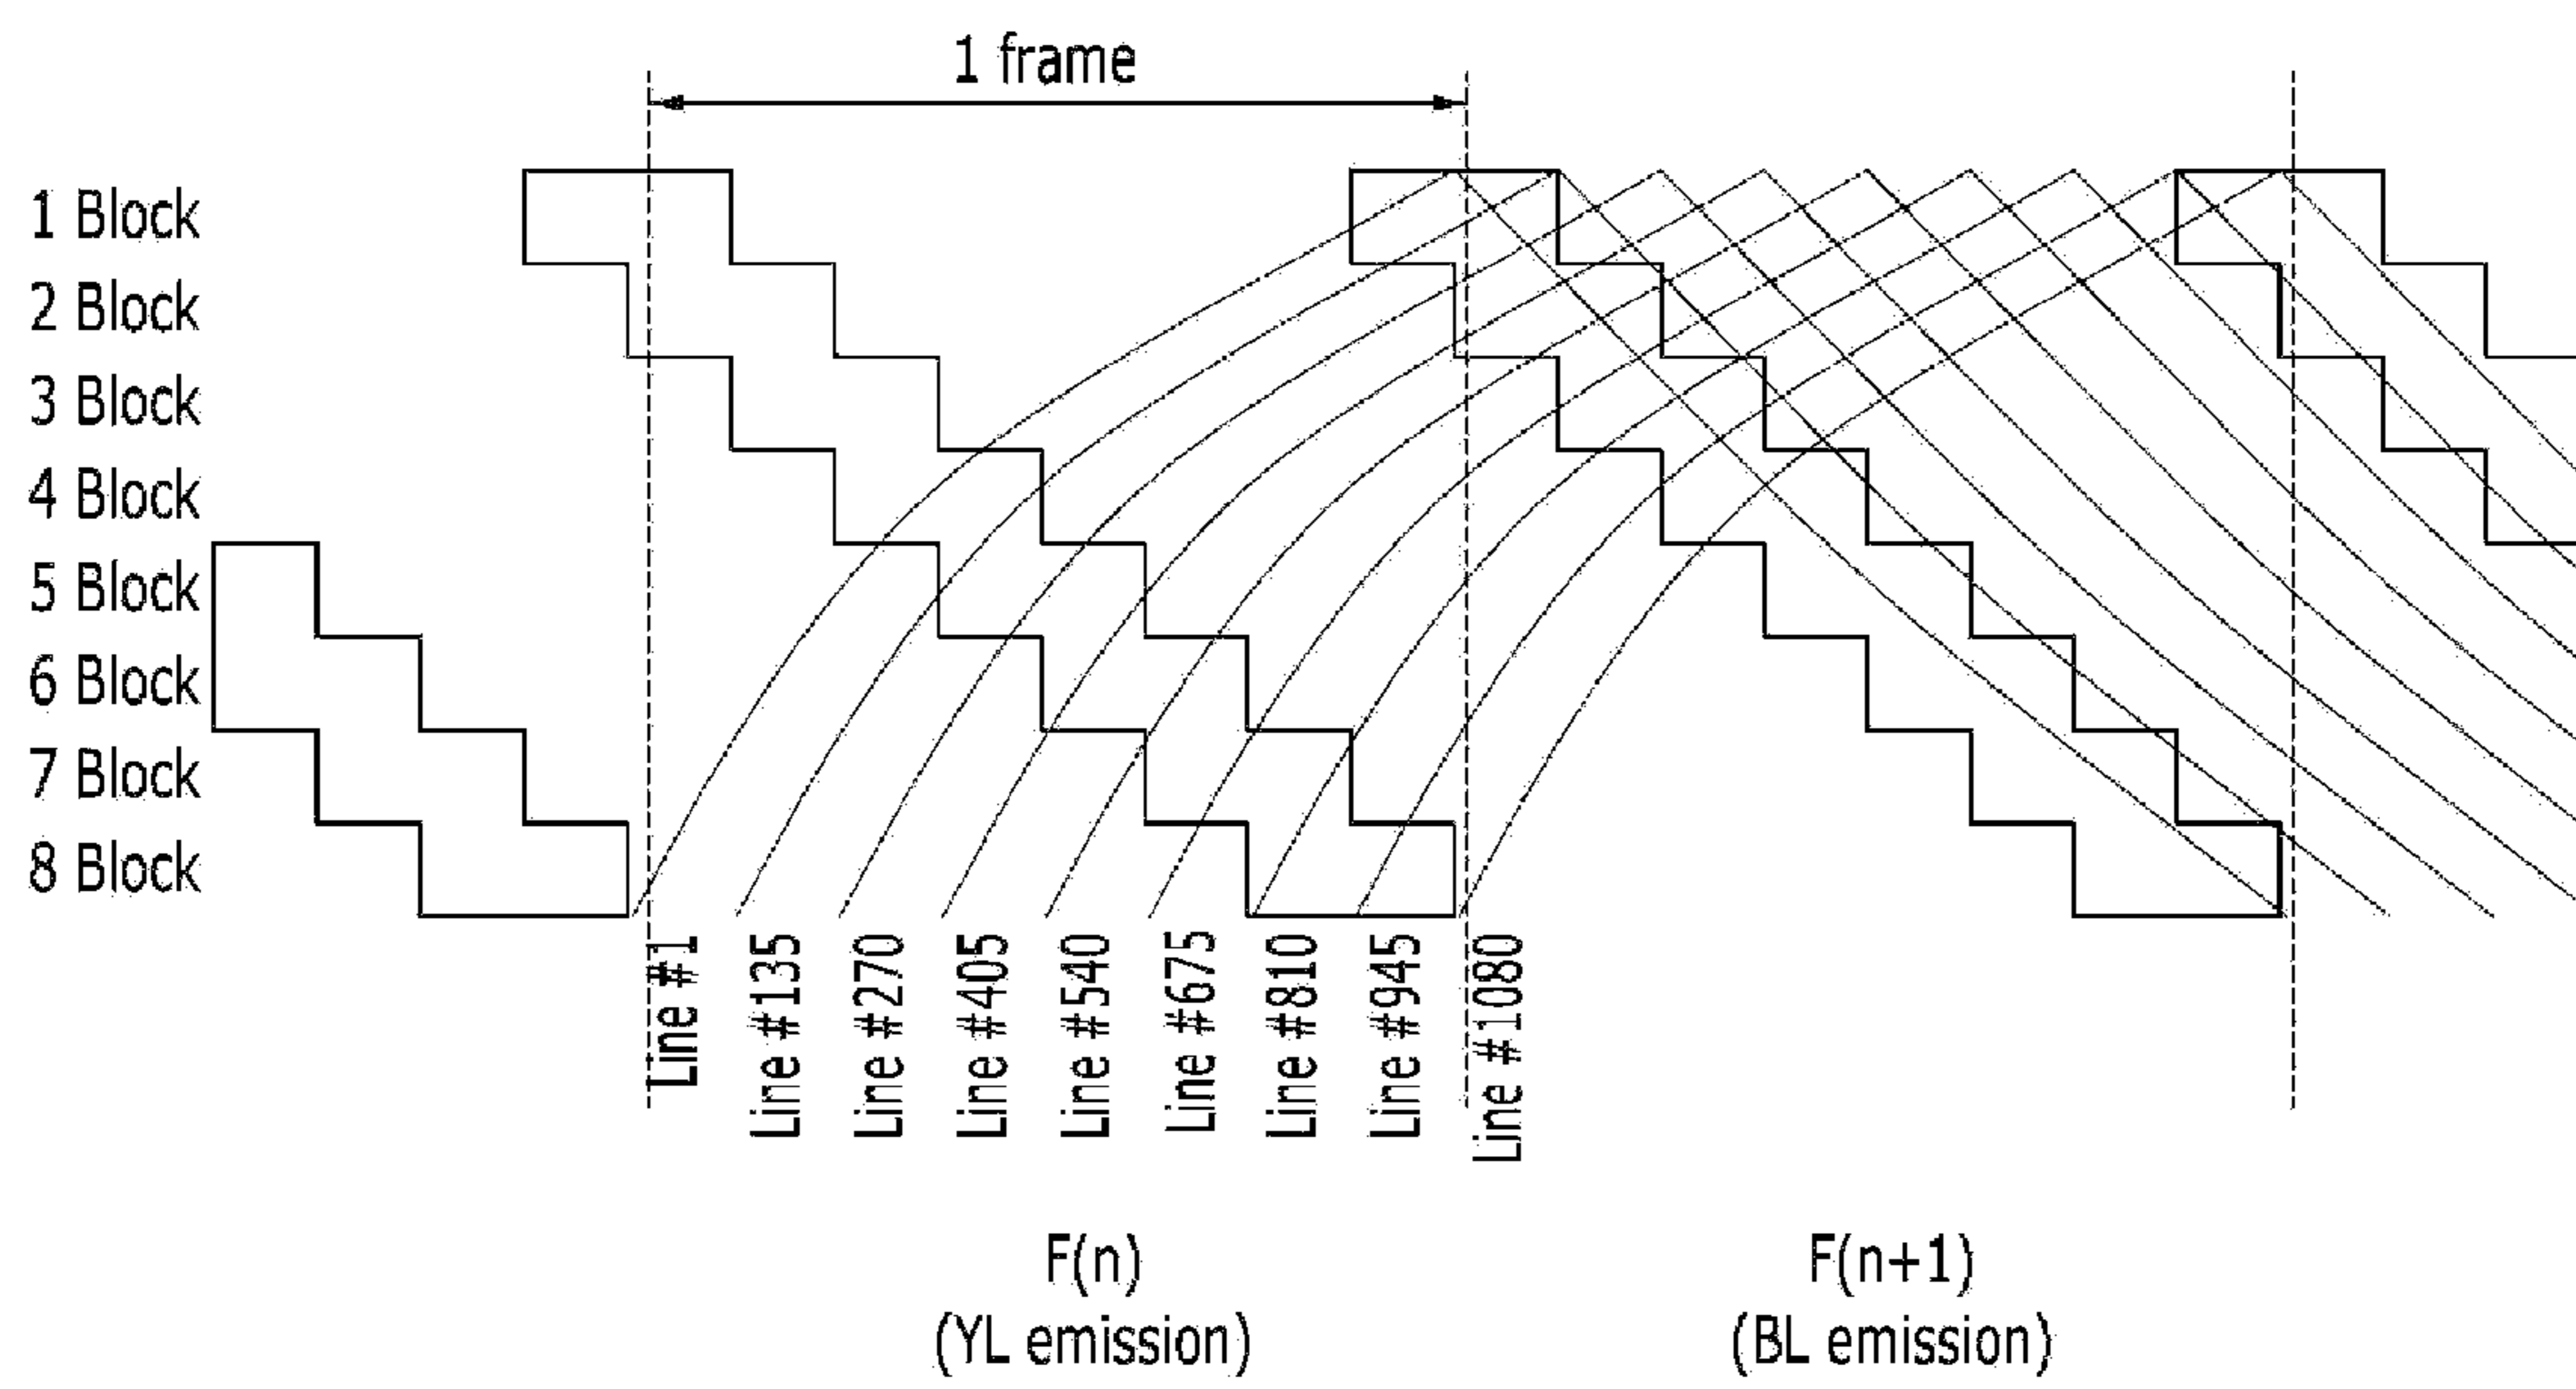 1 frame
1 Block
2 Block
3 Block
4 Block
5 Block
6 Block
7 Block
8 Block
Line #1
Line #135
Line #270
Line #405
Line #540
Line #675
Line #810
Line #945
Line #1080
F(n)
(YL emission)
F(n+1)
(BL emission)